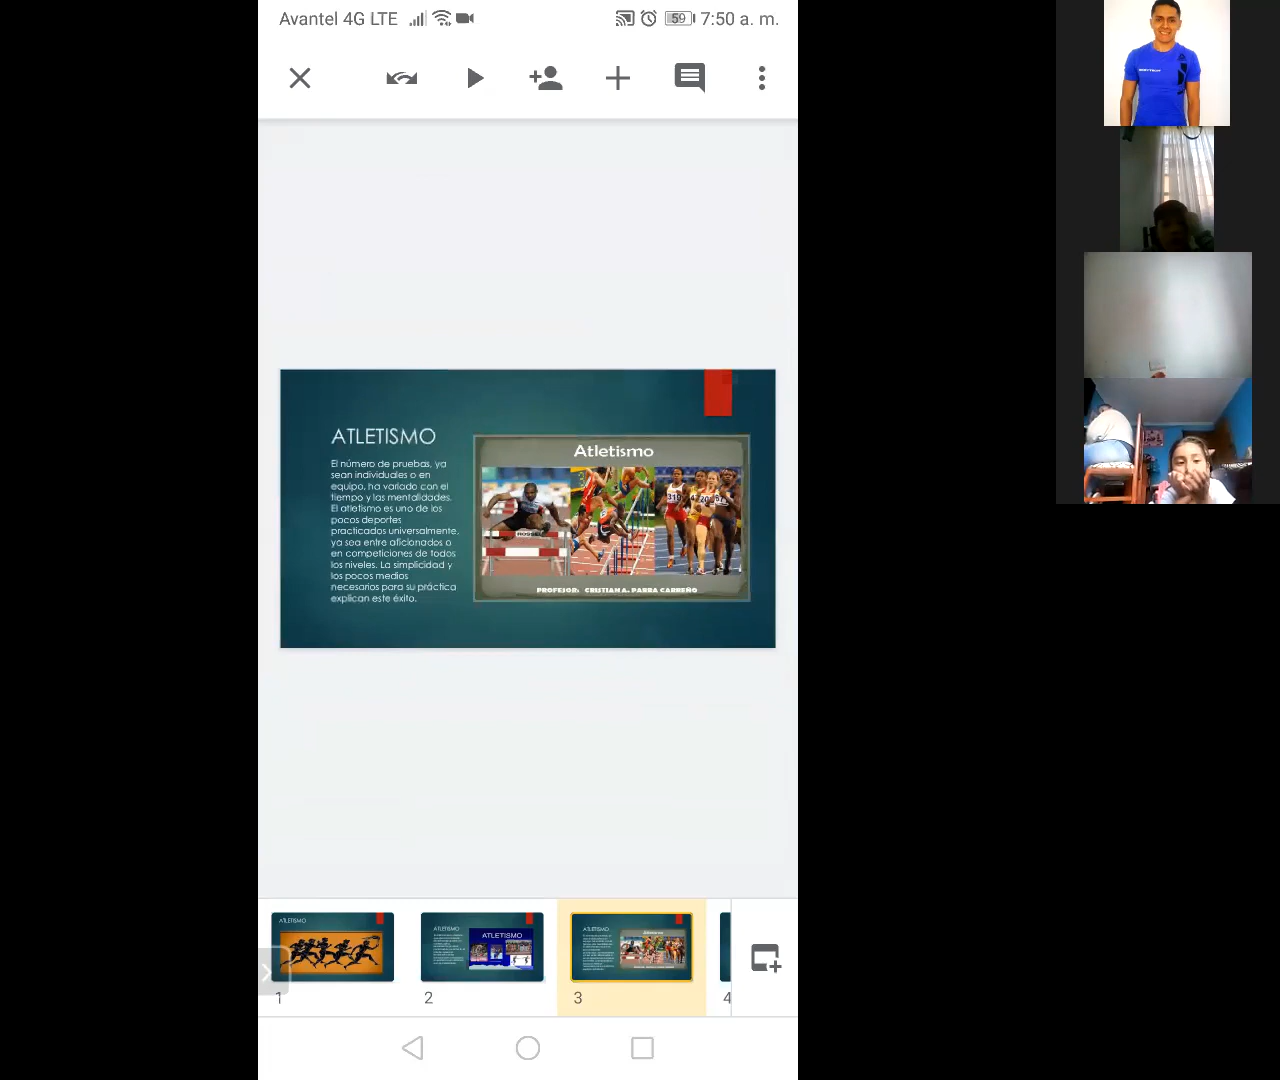 Avantel 4G LTE
59
7:50 a. m.
ATLETISMO
El número de pruebas, ya
sean individuales o en
equipo, ha variado con el
tiempo y las mentalidades.
El atletismo es uno de los
pocos deportes
practicados universalmente,
ya sea entre aficionados o
en competiciones de todos
los niveles. La simplicidad y
los pocos medios
necesarios para su práctica
explican este éxito.
Atletismo
PROFESOR: CRISTIAN A. PARRA CARREÑO
ATLETISMO
ATLETISMO
ATLETISMO
ATLETISMO
1
2
3
4